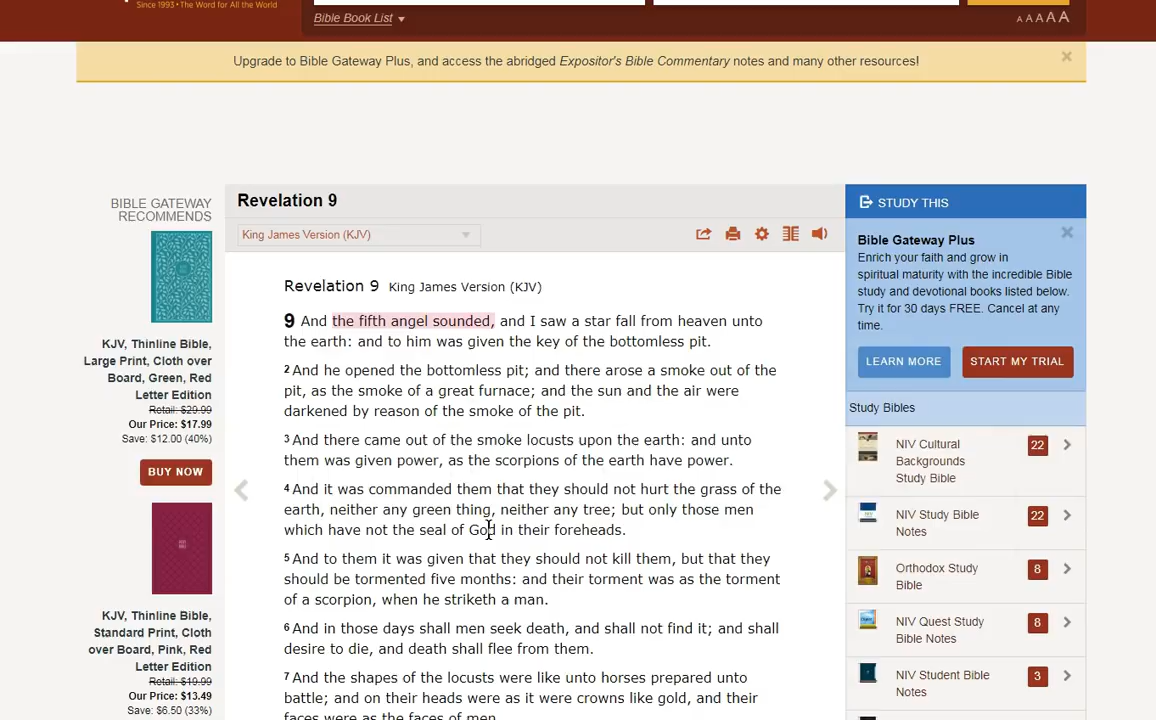 Since 1993 • The Word for All the World
Bible Book List
A A A A A
Upgrade to Bible Gateway Plus, and access the abridged Expositor's Bible Commentary notes and many other resources!
BIBLE GATEWAY
RECOMMENDS
KJV, Thinline Bible,
Large Print, Cloth over
Board, Green, Red
Letter Edition
Retail: $29.99
Our Price: $17.99
Save: $12.00 (40%)
BUY NOW
KJV, Thinline Bible,
Standard Print, Cloth
over Board, Pink, Red
Letter Edition
Retail: $19.99
Our Price: $13.49
Save: $6.50 (33%)
Revelation 9
King James Version (KJV)
Revelation 9 King James Version (KJV)
9 And the fifth angel sounded, and I saw a star fall from heaven unto
the earth: and to him was given the key of the bottomless pit.
2 And he opened the bottomless pit; and there arose a smoke out of the
pit, as the smoke of a great furnace; and the sun and the air were
darkened by reason of the smoke of the pit.
3 And there came out of the smoke locusts upon the earth: and unto
them was given power, as the scorpions of the earth have power.
4 And it was commanded them that they should not hurt the grass of the
earth, neither any green thing, neither any tree; but only those men
which have not the seal of God in their foreheads.
5 And to them it was given that they should not kill them, but that they
should be tormented five months: and their torment was as the torment
of a scorpion, when he striketh a man.
6 And in those days shall men seek death, and shall not find it; and shall
desire to die, and death shall flee from them.
7 And the shapes of the locusts were like unto horses prepared unto
battle; and on their heads were as it were crowns like gold, and their
faces were as the faces of men.
STUDY THIS
Bible Gateway Plus
Enrich your faith and grow in
spiritual maturity with the incredible Bible
study and devotional books listed below.
Try it for 30 days FREE. Cancel at any
time.
LEARN MORE
START MY TRIAL
Study Bibles
NIV Cultural
Backgrounds
Study Bible
22
NIV Study Bible
Notes
22
Orthodox Study
Bible
8
NIV Quest Study
Bible Notes
8
NIV Student Bible
Notes
3